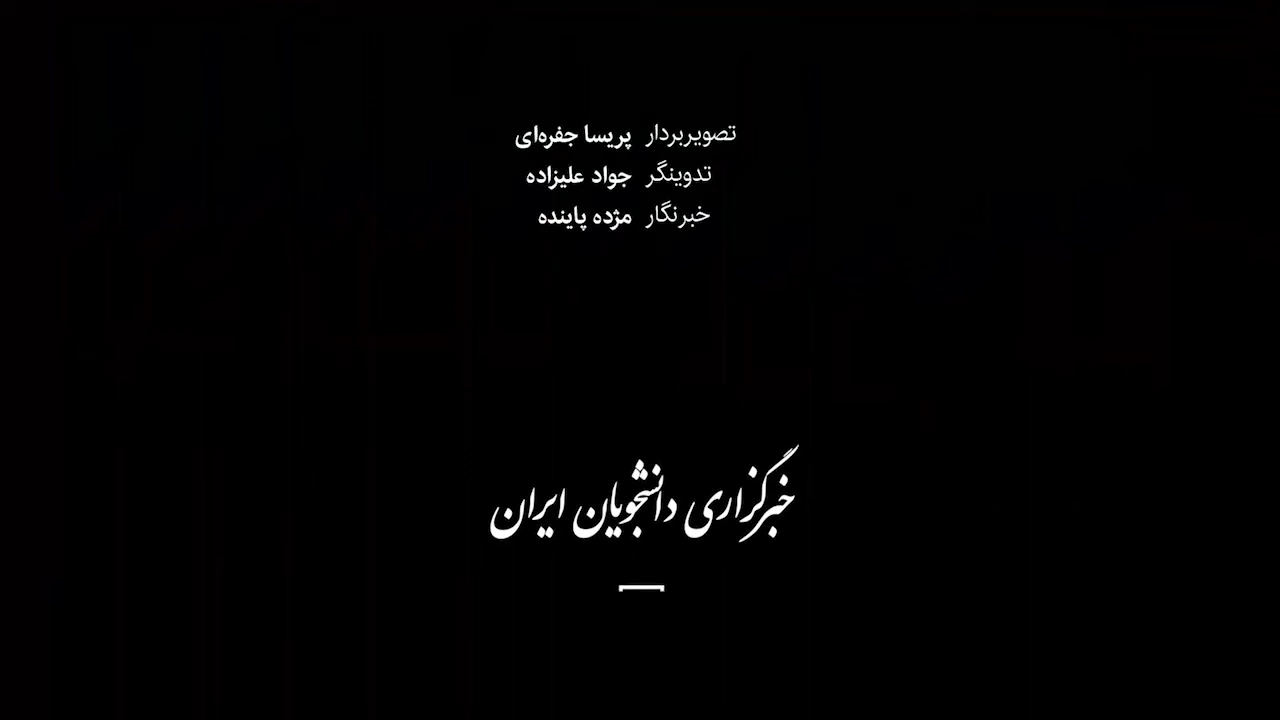 تصویربردار پریسا جفره‌ای
تدوینگر جواد علیزاده
خبرنگار مژده پاینده
خبرگزاری دانشجویان ایران